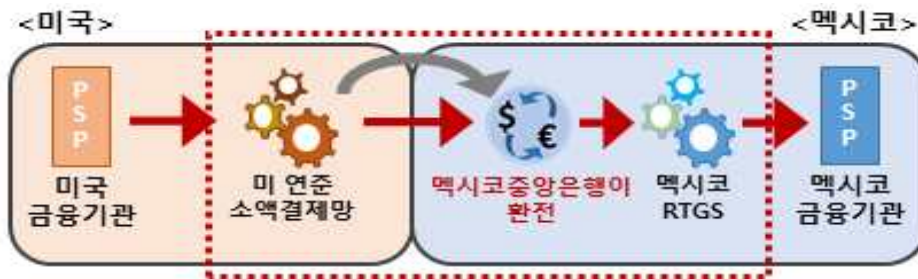 <미국>
<멕시코>
PSP
미국
금융기관
미 연준
소액결제망
$
€
멕시코중앙은행이
환전
멕시코
RTGS
PSP
멕시코
금융기관